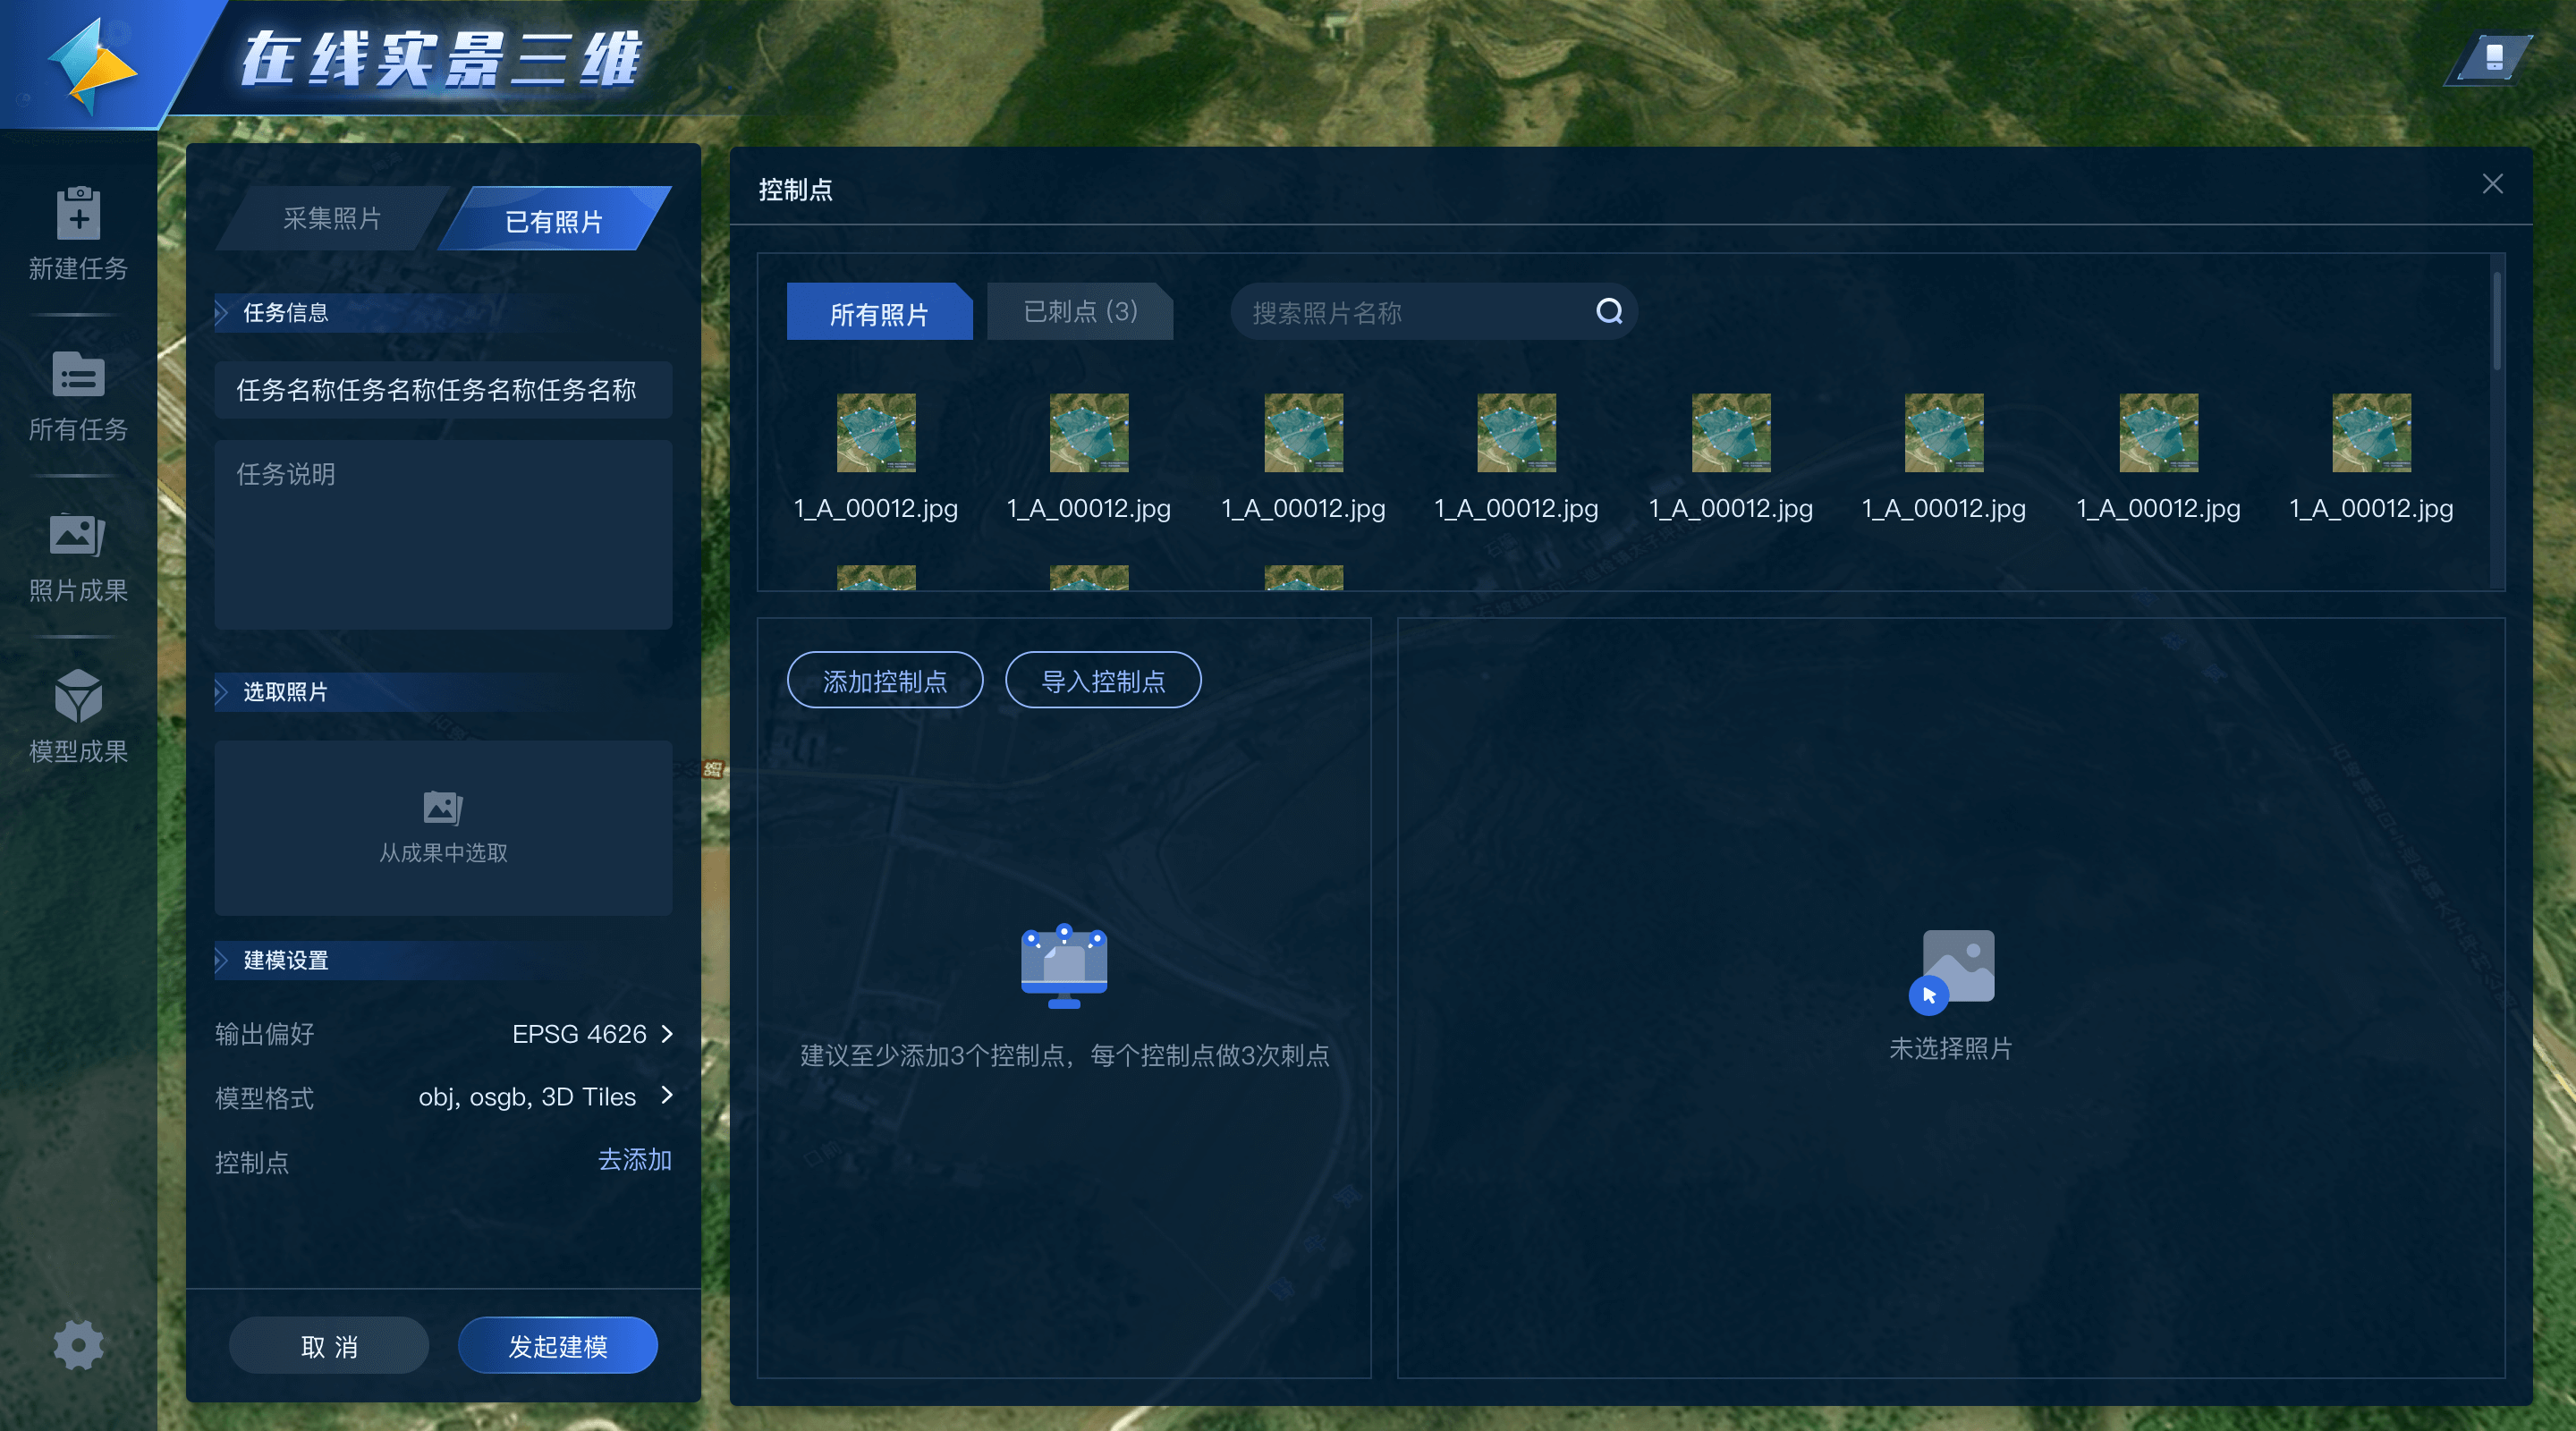 在线实景三维
新建任务
所有任务
照片成果
模型成果
采集照片
已有照片
任务信息
任务名称任务名称任务名称任务名称
任务说明
选取照片
从成果中选取
建模设置
输出偏好
EPSG 4626
模型格式
obj, osgb, 3D Tiles
控制点
去添加
取 消
发起建模
控制点
所有照片
已刺点 (3)
搜索照片名称
1_A_00012.jpg
1_A_00012.jpg
1_A_00012.jpg
1_A_00012.jpg
1_A_00012.jpg
1_A_00012.jpg
1_A_00012.jpg
1_A_00012.jpg
添加控制点
导入控制点
建议至少添加3个控制点，每个控制点做3次刺点
未选择照片